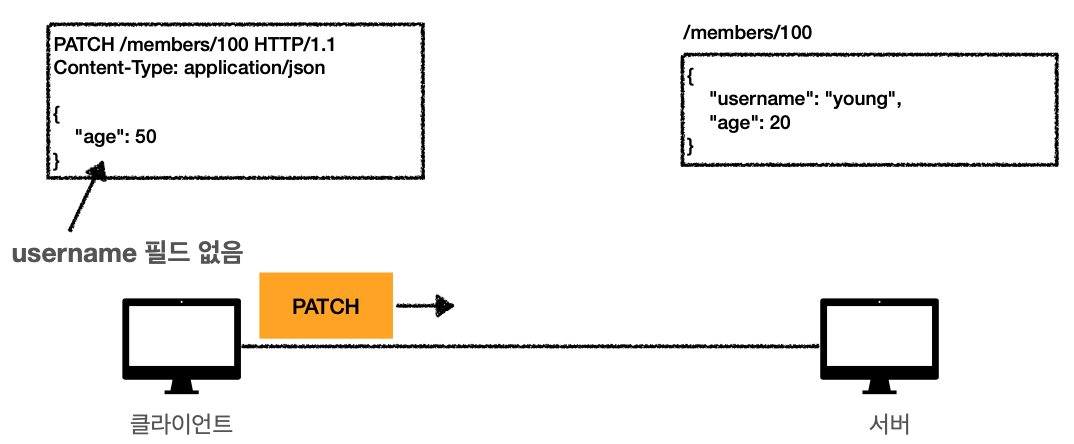 PATCH /members/100 HTTP/1.1
Content-Type: application/json
{
"age": 50
}
username 필드 없음
/members/100
{
"username": "young",
"age": 20
}
PATCH
클라이언트
서버